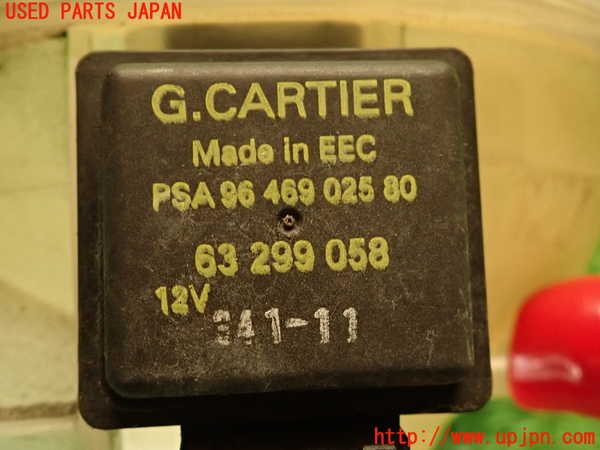 USED PARTS JAPAN
G.CARTIER
Made in EEC
PSA 96 469 025 80
63 299 058
12V
341-11
http://www.upjpn.com